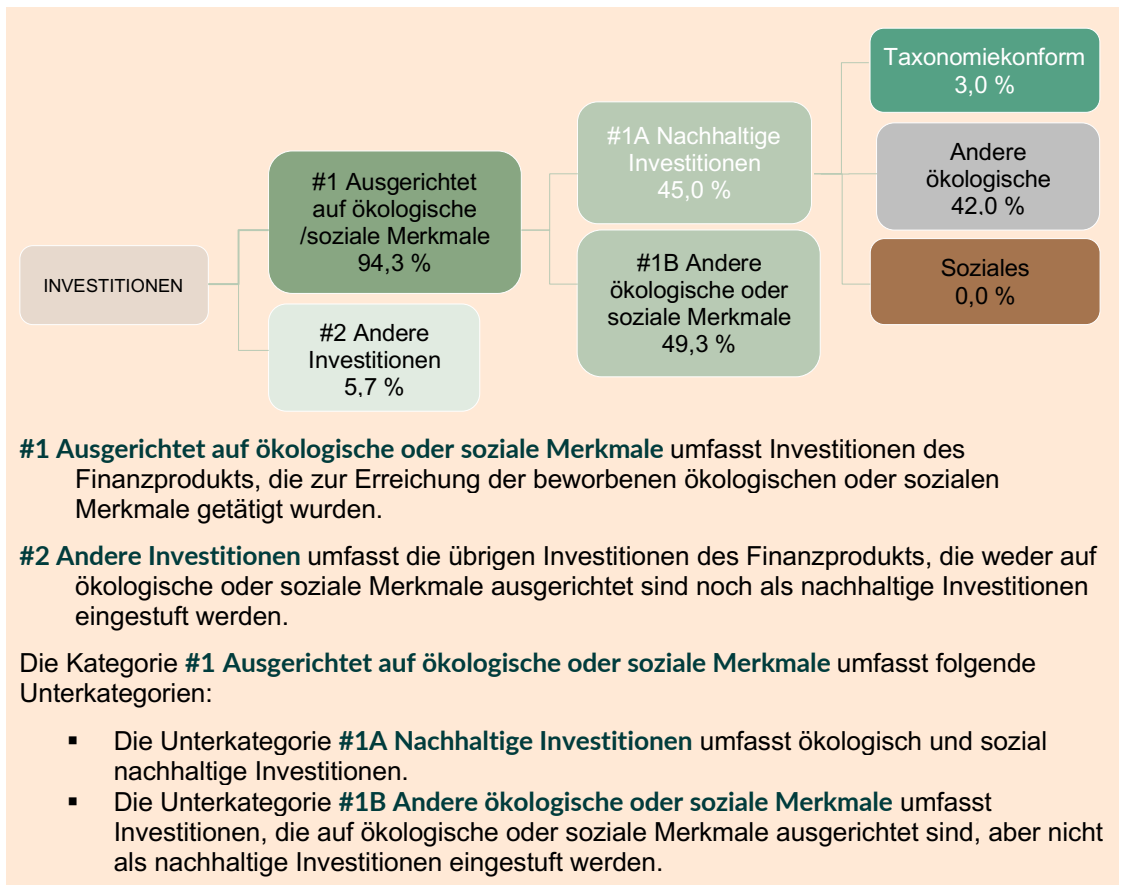 Taxonomiekonform
3,0 %
#1A Nachhaltige
Investitionen
45,0 %
Andere
ökologische
42.0 %
#1 Ausgerichtet
auf ökologische
/soziale Merkmale
94,3 %
#1B Andere
ökologische oder
soziale Merkmale
49,3 %
Soziales
0,0 %
INVESTITIONEN
#2 Andere
Investitionen
5,7 %
#1 Ausgerichtet auf ökologische oder soziale Merkmale umfasst Investitionen des
Finanzprodukts, die zur Erreichung der beworbenen ökologischen oder sozialen
Merkmale getätigt wurden.
#2 Andere Investitionen umfasst die übrigen Investitionen des Finanzprodukts, die weder auf
ökologische oder soziale Merkmale ausgerichtet sind noch als nachhaltige Investitionen
eingestuft werden.
Die Kategorie #1 Ausgerichtet auf ökologische oder soziale Merkmale umfasst folgende
Unterkategorien:
▪ Die Unterkategorie #1A Nachhaltige Investitionen umfasst ökologisch und sozial
nachhaltige Investitionen.
▪ Die Unterkategorie #1B Andere ökologische oder soziale Merkmale umfasst
Investitionen, die auf ökologische oder soziale Merkmale ausgerichtet sind, aber nicht
als nachhaltige Investitionen eingestuft werden.